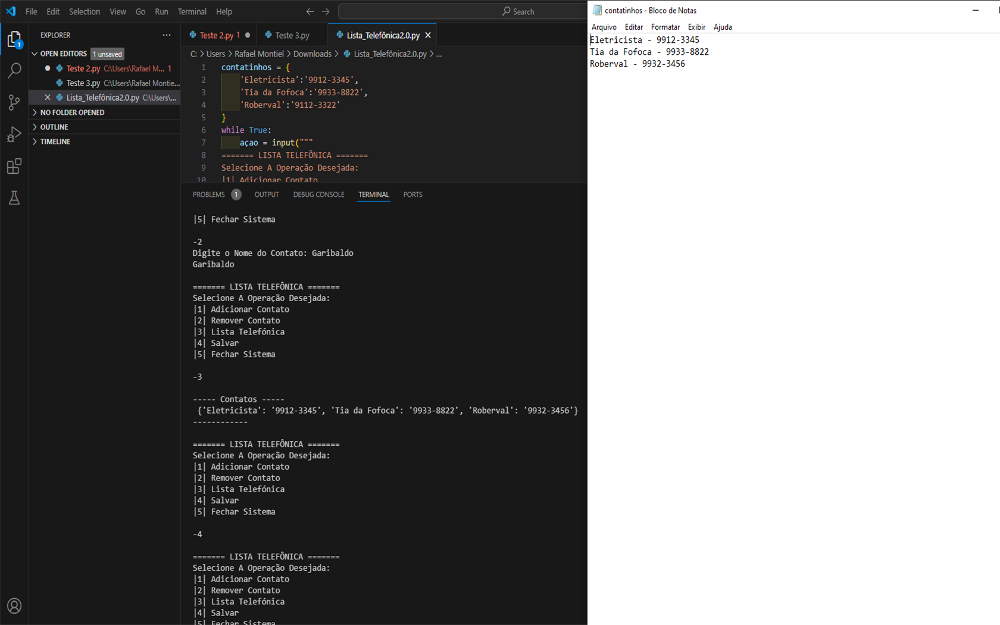 File Edit Selection View Go Run Terminal Help
Search
EXPLORER
OPEN EDITORS 1 unsaved
Teste 2.py C:\Users\Rafael M... 1
Teste 3.py C:\Users\Rafael Montie...
Lista_Telefônica2.0.py C:\Users\...
NO FOLDER OPENED
OUTLINE
TIMELINE
1
Teste 2.py 1
Teste 3.py
Lista_Telefônica2.0.py
C: > Users > Rafael Montiel > Downloads > Lista_Telefônica2.0.py > ...
1 contatinhos = {
2 'Eletricista':'9912-3345',
3 'Tia da Fofoca':'9933-8822',
4 'Roberval':'9112-3322'
5 }
6 while True:
7 açao = input("""
8 ======= LISTA TELEFÔNICA =======
9 Selecione A Operação Desejada:
10 |1| Adicionar Contato
PROBLEMS 1 OUTPUT DEBUG CONSOLE TERMINAL PORTS
|5| Fechar Sistema
-2
Digite o Nome do Contato: Garibaldo
Garibaldo
======= LISTA TELEFÔNICA =======
Selecione A Operação Desejada:
|1| Adicionar Contato
|2| Remover Contato
|3| Lista Telefónica
|4| Salvar
|5| Fechar Sistema
-3
----- Contatos -----
{'Eletricista': '9912-3345', 'Tia da Fofoca': '9933-8822', 'Roberval': '9932-3456'}
------------
======= LISTA TELEFÔNICA =======
Selecione A Operação Desejada:
|1| Adicionar Contato
|2| Remover Contato
|3| Lista Telefónica
|4| Salvar
|5| Fechar Sistema
-4
======= LISTA TELEFÔNICA =======
Selecione A Operação Desejada:
|1| Adicionar Contato
|2| Remover Contato
|3| Lista Telefónica
|4| Salvar
|5| Fechar Sistema
contatinhos - Bloco de Notas
Arquivo Editar Formatar Exibir Ajuda
Eletricista - 9912-3345
Tia da Fofoca - 9933-8822
Roberval - 9932-3456